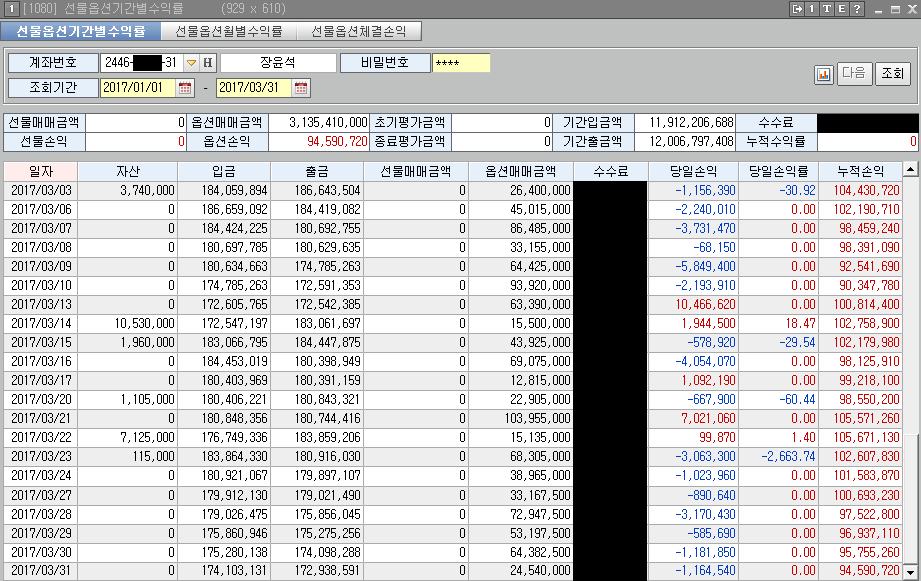 1 [1080] 선물옵션기간별수익률 (929 x 610) 1 T E ?
선물옵션기간별수익률 선물옵션월별수익률 선물옵션체결손익
계좌번호 2446- -31 H 장윤석 비밀번호 ****
조회기간 2017/01/01 - 2017/03/31 다음 조회
선물매매금액 0 옵션매매금액 3,135,410,000 초기평가금액 0 기간입금액 11,912,206,688 수수료
선물손익 0 옵션손익 94,590,720 종료평가금액 0 기간출금액 12,006,797,408 누적수익률 0
일자 자산 입금 출금 선물매매금액 옵션매매금액 수수료 당일손익 당일손익률 누적손익
2017/03/03 3,740,000 184,059,894 186,643,504 0 26,400,000 -1,156,390 -30.92 104,430,720
2017/03/06 0 186,659,092 184,419,082 0 45,015,000 -2,240,010 0.00 102,190,710
2017/03/07 0 184,424,225 180,692,755 0 86,485,000 -3,731,470 0.00 98,459,240
2017/03/08 0 180,697,785 180,629,635 0 33,155,000 -68,150 0.00 98,391,090
2017/03/09 0 180,634,663 174,785,263 0 64,425,000 -5,849,400 0.00 92,541,690
2017/03/10 0 174,785,263 172,591,353 0 93,920,000 -2,193,910 0.00 90,347,780
2017/03/13 0 172,605,765 172,542,385 0 63,390,000 10,466,620 0.00 100,814,400
2017/03/14 10,530,000 172,547,197 183,061,697 0 15,500,000 1,944,500 18.47 102,758,900
2017/03/15 1,960,000 183,066,795 184,447,875 0 43,925,000 -578,920 -29.54 102,179,980
2017/03/16 0 184,453,019 180,398,949 0 69,075,000 -4,054,070 0.00 98,125,910
2017/03/17 0 180,403,969 180,391,159 0 12,815,000 1,092,190 0.00 99,218,100
2017/03/20 1,105,000 180,406,221 180,843,321 0 22,905,000 -667,900 -60.44 98,550,200
2017/03/21 0 180,848,356 180,744,416 0 103,955,000 7,021,060 0.00 105,571,260
2017/03/22 7,125,000 176,749,336 183,859,206 0 15,135,000 99,870 1.40 105,671,130
2017/03/23 115,000 183,864,330 180,916,030 0 68,305,000 -3,063,300 -2,663.74 102,607,830
2017/03/24 0 180,921,067 179,897,107 0 38,965,000 -1,023,960 0.00 101,583,870
2017/03/27 0 179,912,130 179,021,490 0 33,167,500 -890,640 0.00 100,693,230
2017/03/28 0 179,026,475 175,856,045 0 72,947,500 -3,170,430 0.00 97,522,800
2017/03/29 0 175,860,946 175,275,256 0 53,197,500 -585,690 0.00 96,937,110
2017/03/30 0 175,280,138 174,098,288 0 64,382,500 -1,181,850 0.00 95,755,260
2017/03/31 0 174,103,131 172,938,591 0 24,540,000 -1,164,540 0.00 94,590,720